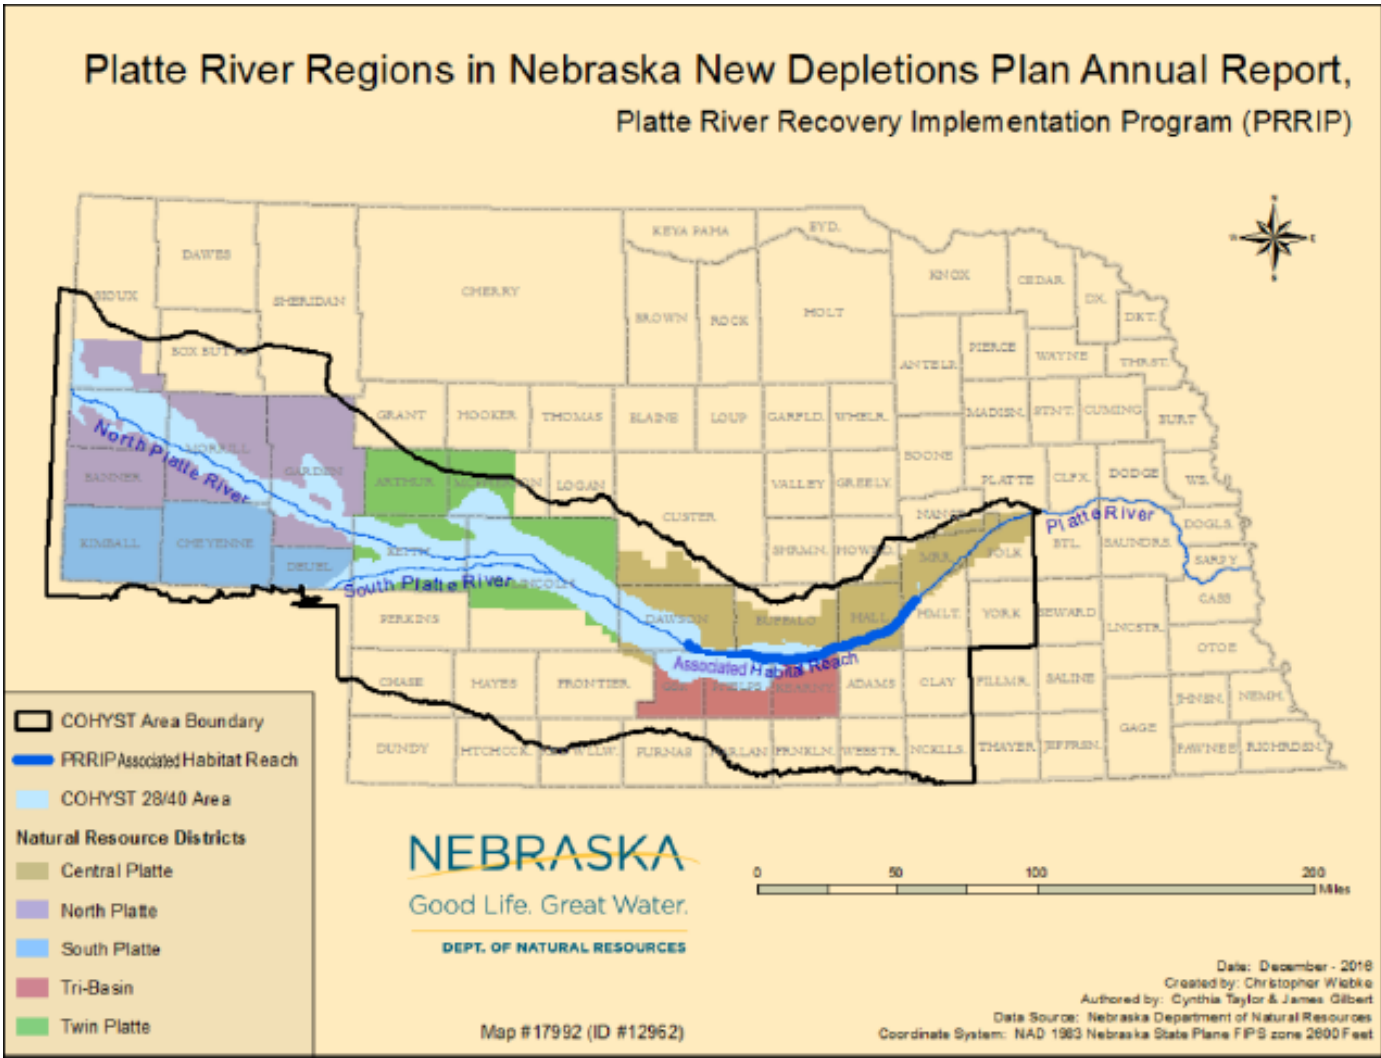 Platte River Regions in Nebraska New Depletions Plan Annual Report,
Platte River Recovery Implementation Program (PRRIP)
KEYA PAHA
BYD.
DAWES
KNOX
CEDAR
SIOUX
SHERIDAN
CHERRY
DX.
BROWN
ROCK
HOLT
DKT.
BOX BUTTE
ANTELP.
PIERCE
WAYNE
THRST.
GRANT
HOOKER
THOMAS
BLAINE
LOUP
GARFLD.
WHELR.
MADISN.
STNT.
CUMING
BURT.
North Platte River
MORRILL
BOONE
BANNER
GARDEN
ARTHUR
LOGAN
VALLEY
GREELY.
PLATTE
CLFX.
DODGE
WS.
CUSTER
Platte River
DOGLS.
KIMBALL
CHEYENNE
KEITH
SHRMN.
HOWRD.
MRR.
POLK
BTL.
SAUNDRS.
SARPY
DEUEL
South Platte River
LINCOLN
CASS
PERKINS
DAWSON
BUFFALO
HALL
HMLT.
YORK
SEWARD
LNCSTR.
OTOE
Associated Habitat Reach
CHASE
HAYES
FRONTIER
PHELPS
KEARNY
ADAMS
CLAY
FILLMR.
SALINE
JHNSN.
NEMH.
GAGE
DUNDY
HTCHCCK.
FURNAS
HARLAN
FRNKLN.
WEBSTR.
NCKLLS.
THAYER
JEFFRSN.
PAWNEE
RICHRDSN.
COHYST Area Boundary
PRRIP Associated Habitat Reach
COHYST 28/40 Area
Natural Resource Districts
Central Platte
North Platte
South Platte
Tri-Basin
Twin Platte
NEBRASKA
Good Life. Great Water.
DEPT. OF NATURAL RESOURCES
Map #17992 (ID #12962)
0 50 100 200
Miles
Date: December - 2016
Created by: Christopher Wiebke
Authored by: Cynthia Taylor & James Gilbert
Data Source: Nebraska Department of Natural Resources
Coordinate System: NAD 1983 Nebraska State Plane FIPS zone 2600 Feet